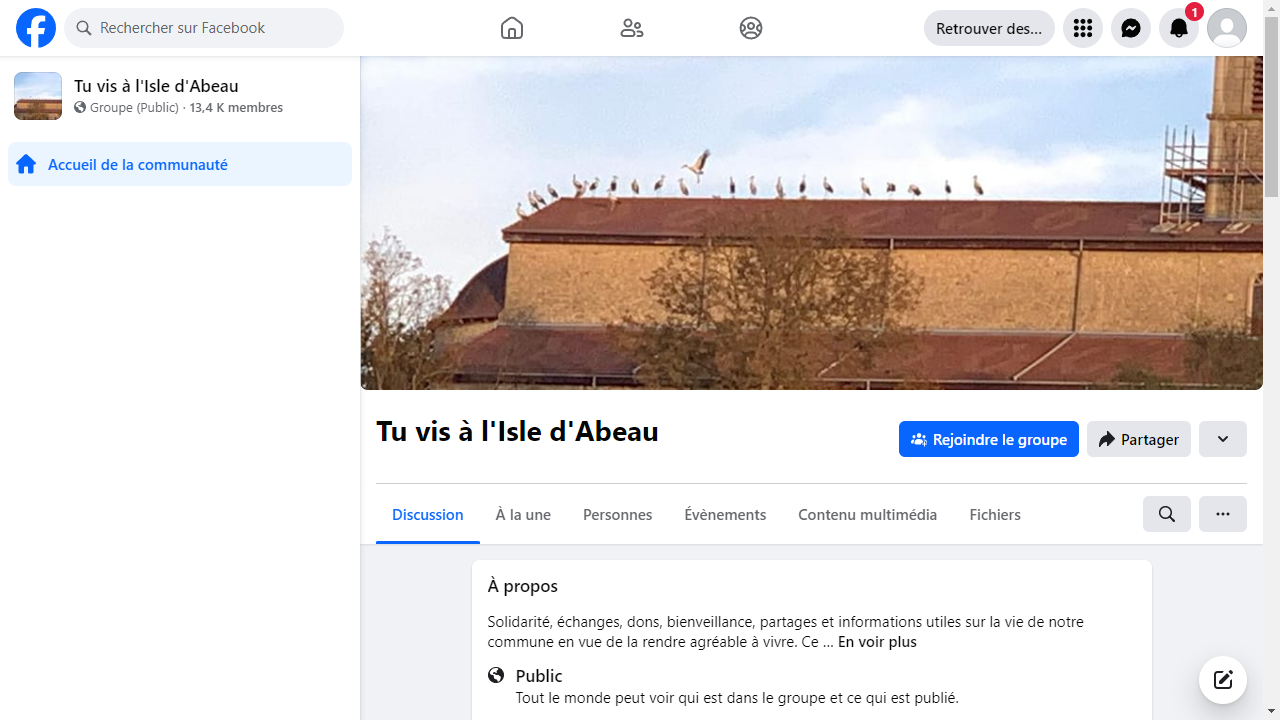 Rechercher sur Facebook
Retrouver des...
1
Tu vis à l'Isle d'Abeau
Groupe (Public) · 13,4 K membres
Accueil de la communauté
Tu vis à l'Isle d'Abeau
Rejoindre le groupe
Partager
Discussion
À la une
Personnes
Évènements
Contenu multimédia
Fichiers
À propos
Solidarité, échanges, dons, bienveillance, partages et informations utiles sur la vie de notre
commune en vue de la rendre agréable à vivre. Ce ... En voir plus
Public
Tout le monde peut voir qui est dans le groupe et ce qui est publié.